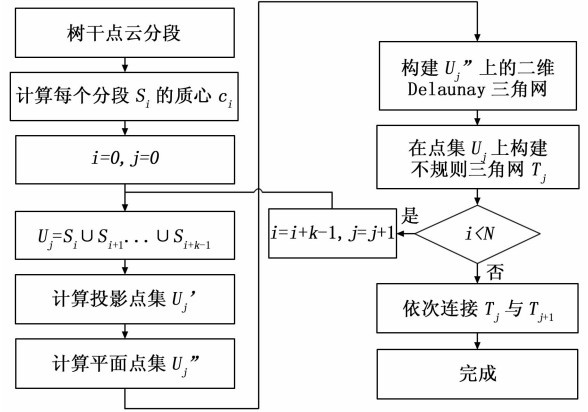 树干点云分段
计算每个分段 Si 的质心 ci
i=0, j=0
Uj=Si∪Si+1...∪Si+k-1
计算投影点集 Uj′
计算平面点集 Uj″
构建 Uj″上的二维
Delaunay 三角网
在点集 Uj 上构建
不规则三角网 Tj
i<N
是
i=i+k-1, j=j+1
否
依次连接 Tj 与 Tj+1
完成